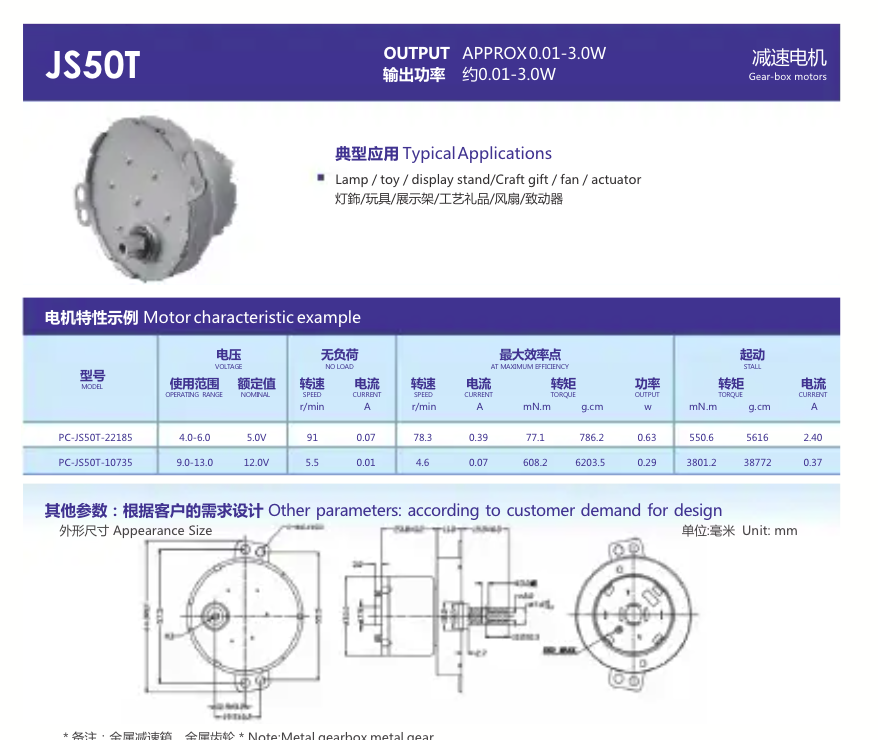 JS50T
OUTPUT APPROX0.01-3.0W
输出功率 约0.01-3.0W
减速电机
Gear-box motors
典型应用 Typical Applications
Lamp / toy / display stand/Craft gift / fan / actuator
灯飾/玩具/展示架/工艺礼品/风扇/致动器
电机特性示例 Motor characteristic example
型号 MODEL
电压 VOLTAGE
使用范围 OPERATING RANGE
额定值 NOMINAL
无负荷 NO LOAD
转速 SPEED r/min
电流 CURRENT A
最大效率点 AT MAXIMUM EFFICIENCY
转速 SPEED r/min
电流 CURRENT A
转矩 TORQUE mN.m g.cm
功率 OUTPUT w
起动 STALL
转矩 TORQUE mN.m g.cm
电流 CURRENT A
PC-JS50T-22185 4.0-6.0 5.0V 91 0.07 78.3 0.39 77.1 786.2 0.63 550.6 5616 2.40
PC-JS50T-10735 9.0-13.0 12.0V 5.5 0.01 4.6 0.07 608.2 6203.5 0.29 3801.2 38772 0.37
其他参数：根据客户的需求设计 Other parameters: according to customer demand for design
外形尺寸 Appearance Size
单位:毫米 Unit: mm
* 备注：金属减速箱，金属齿轮 * Note:Metal gearbox metal gear